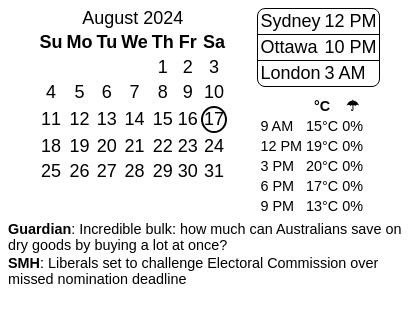 August 2024
Su Mo Tu We Th Fr Sa
1 2 3
4 5 6 7 8 9 10
11 12 13 14 15 16 17
18 19 20 21 22 23 24
25 26 27 28 29 30 31
Sydney 12 PM
Ottawa 10 PM
London 3 AM
°C ☂
9 AM 15°C 0%
12 PM 19°C 0%
3 PM 20°C 0%
6 PM 17°C 0%
9 PM 13°C 0%
Guardian: Incredible bulk: how much can Australians save on
dry goods by buying a lot at once?
SMH: Liberals set to challenge Electoral Commission over
missed nomination deadline